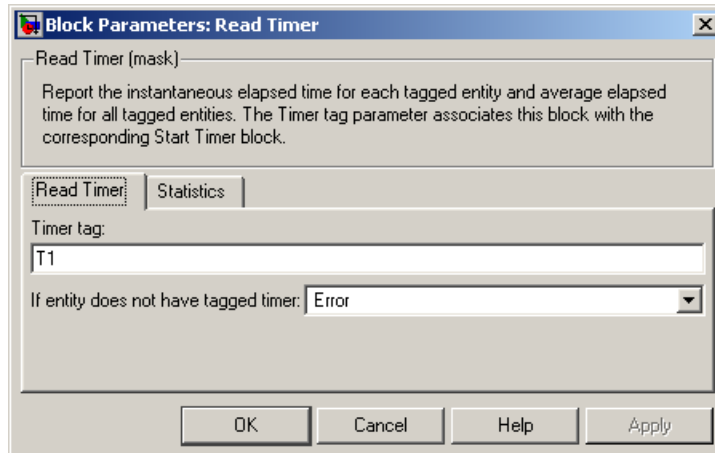 Block Parameters: Read Timer
Read Timer (mask)
Report the instantaneous elapsed time for each tagged entity and average elapsed
time for all tagged entities. The Timer tag parameter associates this block with the
corresponding Start Timer block.
Read Timer Statistics
Timer tag:
T1
If entity does not have tagged timer: Error
OK Cancel Help Apply